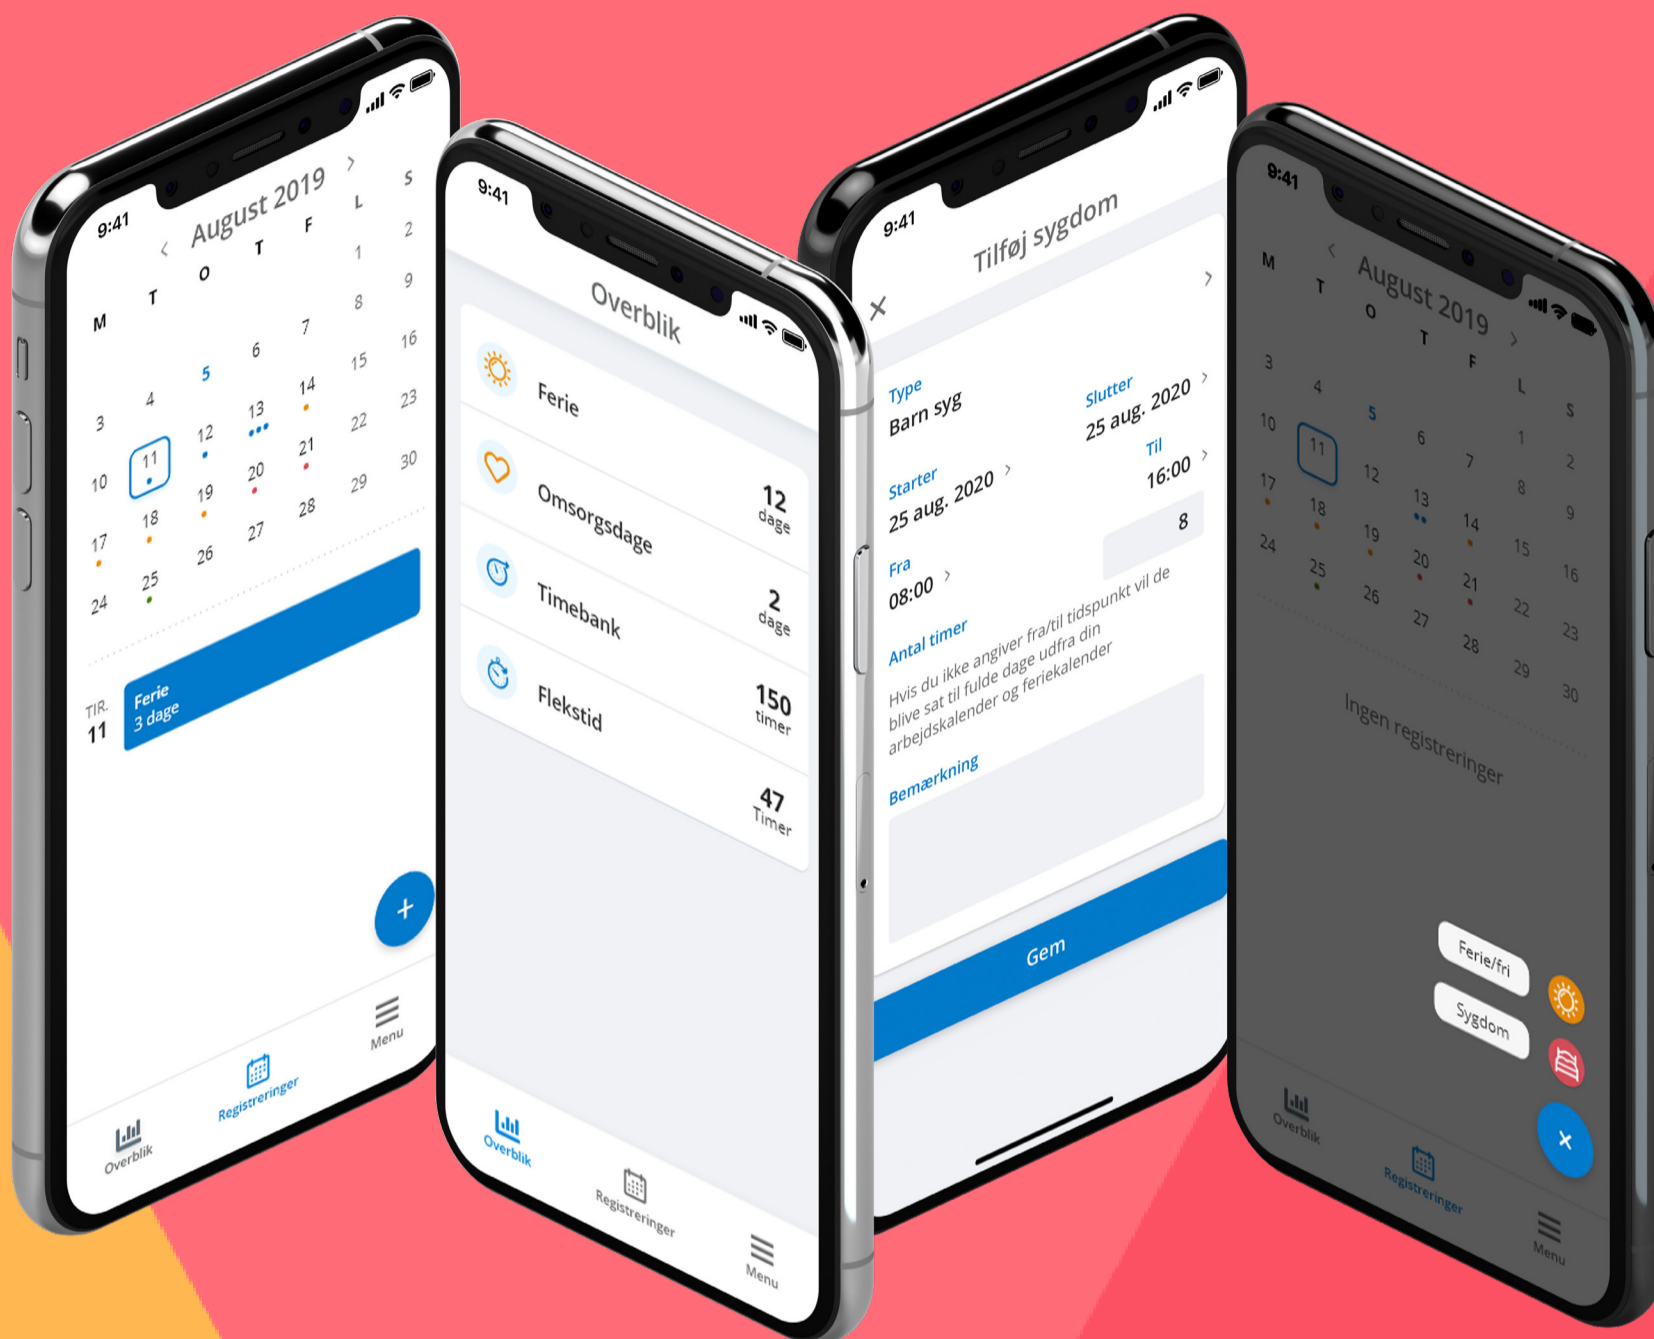 9:41
< August 2019 >
M T O T F L S
1 2
3 4 5 6 7 8 9
10 11 12 13 14 15 16
17 18 19 20 21 22 23
24 25 26 27 28 29 30
TIR.
11
Ferie
3 dage
+
Overblik
Registreringer
Menu
9:41
Overblik
Ferie
12
dage
Omsorgsdage
2
dage
Timebank
150
timer
Flekstid
47
Timer
Overblik
Registreringer
Menu
9:41
Tilføj sygdom
Type
Barn syg
Starter
25 aug. 2020
Slutter
25 aug. 2020
Fra
08:00
Til
16:00
Antal timer
8
Hvis du ikke angiver fra/til tidspunkt vil de
blive sat til fulde dage udfra din
arbejdskalender og feriekalender
Bemærkning
Gem
9:41
< August 2019 >
M T O T F L S
1 2
3 4 5 6 7 8 9
10 11 12 13 14 15 16
17 18 19 20 21 22 23
24 25 26 27 28 29 30
Ingen registreringer
Ferie/fri
Sygdom
Overblik
Registreringer
Menu